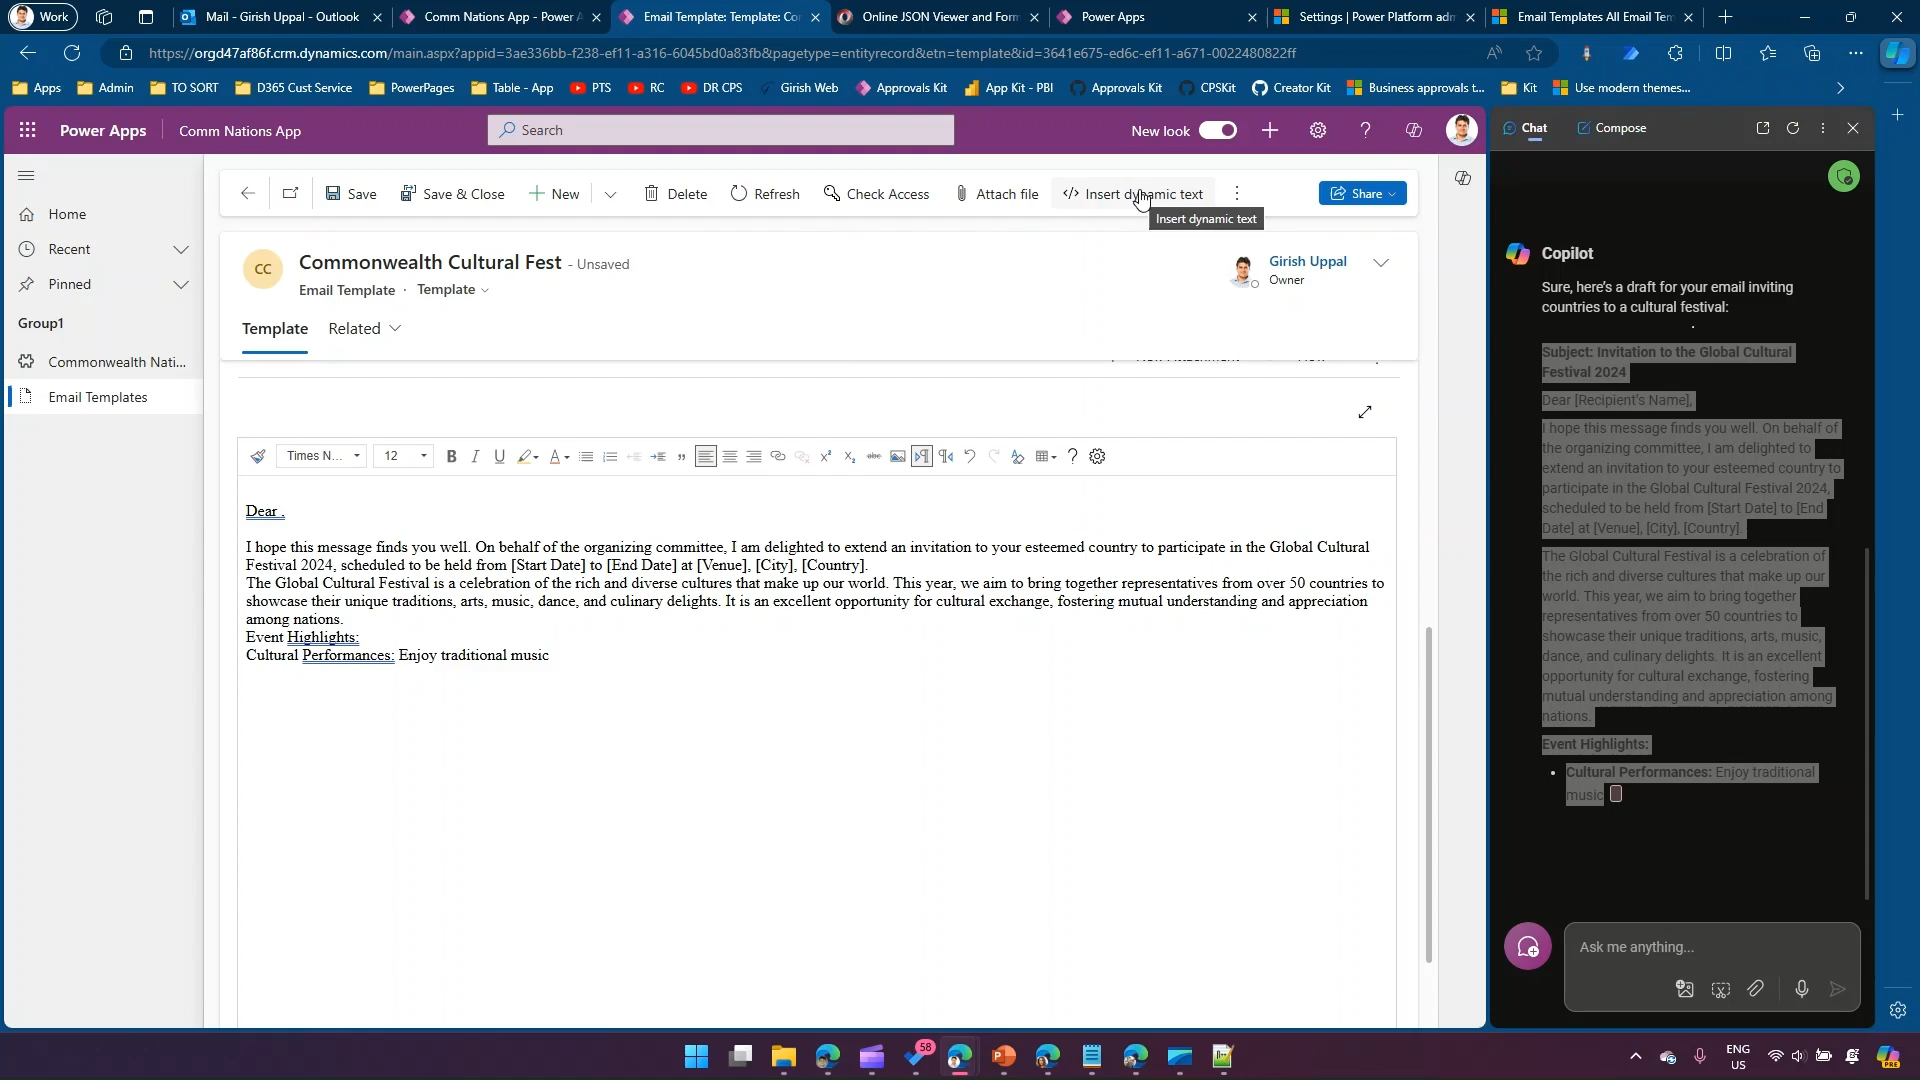 Work
Mail - Girish Uppal - Outlook
Comm Nations App - Power A
Email Template: Template: Co
Online JSON Viewer and Form
Power Apps
Settings | Power Platform adm
Email Templates All Email Tem
https://orgd47af86f.crm.dynamics.com/main.aspx?appid=3ae336bb-f238-ef11-a316-6045bd0a83fb&pagetype=entityrecord&etn=template&id=3641e675-ed6c-ef11-a671-0022480822ff
Apps
Admin
TO SORT
D365 Cust Service
PowerPages
Table - App
PTS
RC
DR CPS
Girish Web
Approvals Kit
App Kit - PBI
Approvals Kit
CPSKit
Creator Kit
Business approvals t...
Kit
Use modern themes...
Power Apps
Comm Nations App
Search
New look
Chat
Compose
Home
Recent
Pinned
Group1
Commonwealth Nati...
Email Templates
Save
Save & Close
New
Delete
Refresh
Check Access
Attach file
Insert dynamic text
Share
Insert dynamic text
CC
Commonwealth Cultural Fest - Unsaved
Email Template · Template
Girish Uppal
Owner
Template
Related
Times N...
12
Dear .
I hope this message finds you well. On behalf of the organizing committee, I am delighted to extend an invitation to your esteemed country to participate in the Global Cultural
Festival 2024, scheduled to be held from [Start Date] to [End Date] at [Venue], [City], [Country].
The Global Cultural Festival is a celebration of the rich and diverse cultures that make up our world. This year, we aim to bring together representatives from over 50 countries to
showcase their unique traditions, arts, music, dance, and culinary delights. It is an excellent opportunity for cultural exchange, fostering mutual understanding and appreciation
among nations.
Event Highlights:
Cultural Performances: Enjoy traditional music
Copilot
Sure, here's a draft for your email inviting
countries to a cultural festival:
Subject: Invitation to the Global Cultural
Festival 2024
Dear [Recipient's Name],
I hope this message finds you well. On behalf of
the organizing committee, I am delighted to
extend an invitation to your esteemed country to
participate in the Global Cultural Festival 2024,
scheduled to be held from [Start Date] to [End
Date] at [Venue], [City], [Country].
The Global Cultural Festival is a celebration of
the rich and diverse cultures that make up our
world. This year, we aim to bring together
representatives from over 50 countries to
showcase their unique traditions, arts, music,
dance, and culinary delights. It is an excellent
opportunity for cultural exchange, fostering
mutual understanding and appreciation among
nations.
Event Highlights:
• Cultural Performances: Enjoy traditional
music
Ask me anything...
58
ENG
US
PRE